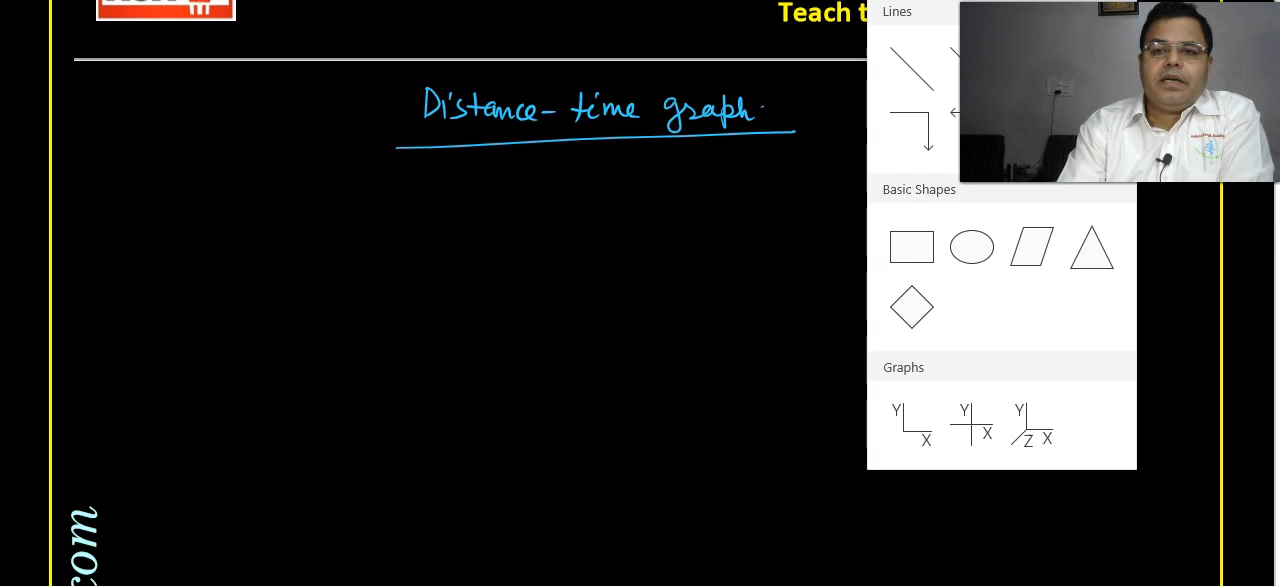 Teach t
Distance - time graph.
Lines
Basic Shapes
Graphs
Y
X
Y
X
Y
Z
X
com